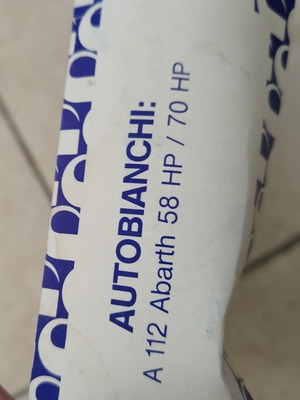 AUTOBIANCHI:
A 112 Abarth 58 HP / 70 HP